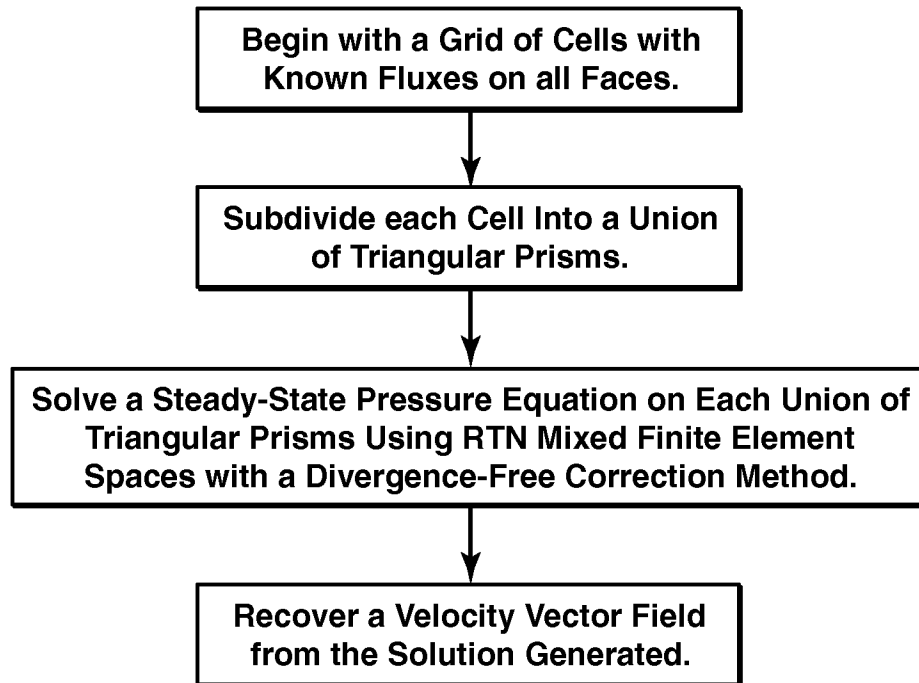 Begin with a Grid of Cells with
Known Fluxes on all Faces.
Subdivide each Cell Into a Union
of Triangular Prisms.
Solve a Steady-State Pressure Equation on Each Union of
Triangular Prisms Using RTN Mixed Finite Element
Spaces with a Divergence-Free Correction Method.
Recover a Velocity Vector Field
from the Solution Generated.